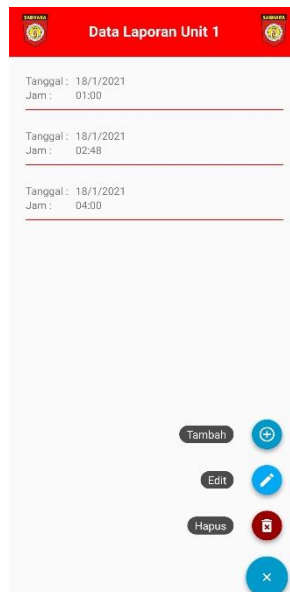 SABHARA
Data Laporan Unit 1
SABHARA
Tanggal : 18/1/2021
Jam : 01:00
Tanggal : 18/1/2021
Jam : 02:48
Tanggal : 18/1/2021
Jam : 04:00
Tambah
Edit
Hapus